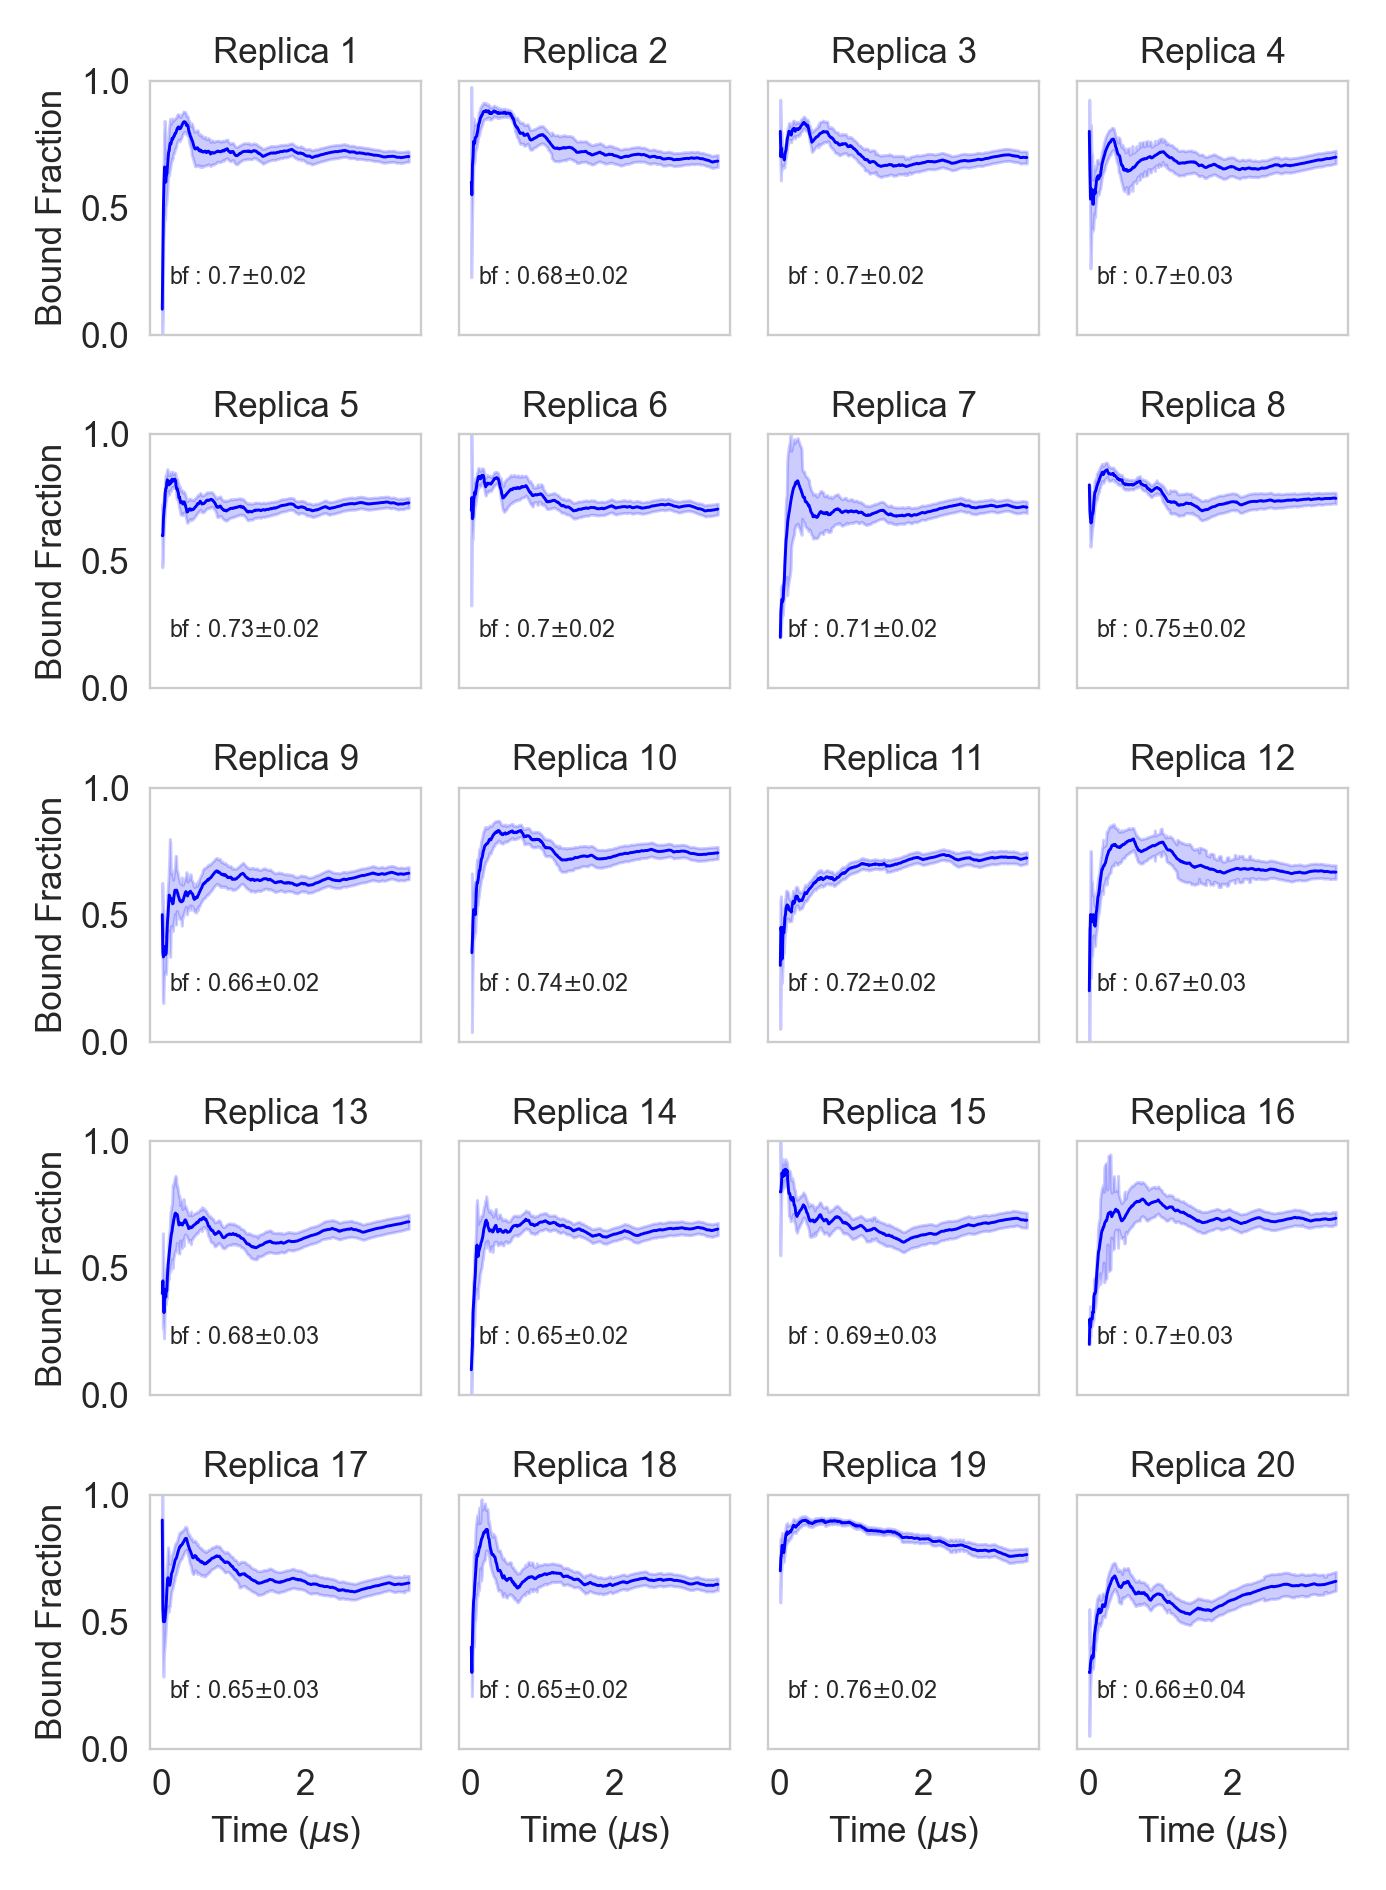 Replica 1
Replica 2
Replica 3
Replica 4
1.0
0.5
0.0
Bound Fraction
bf : 0.7±0.02
bf : 0.68±0.02
bf : 0.7±0.02
bf : 0.7±0.03
Replica 5
Replica 6
Replica 7
Replica 8
1.0
0.5
0.0
Bound Fraction
bf : 0.73±0.02
bf : 0.7±0.02
bf : 0.71±0.02
bf : 0.75±0.02
Replica 9
Replica 10
Replica 11
Replica 12
1.0
0.5
0.0
Bound Fraction
bf : 0.66±0.02
bf : 0.74±0.02
bf : 0.72±0.02
bf : 0.67±0.03
Replica 13
Replica 14
Replica 15
Replica 16
1.0
0.5
0.0
Bound Fraction
bf : 0.68±0.03
bf : 0.65±0.02
bf : 0.69±0.03
bf : 0.7±0.03
Replica 17
Replica 18
Replica 19
Replica 20
1.0
0.5
0.0
Bound Fraction
bf : 0.65±0.03
bf : 0.65±0.02
bf : 0.76±0.02
bf : 0.66±0.04
0 2
0 2
0 2
0 2
Time (μs)
Time (μs)
Time (μs)
Time (μs)